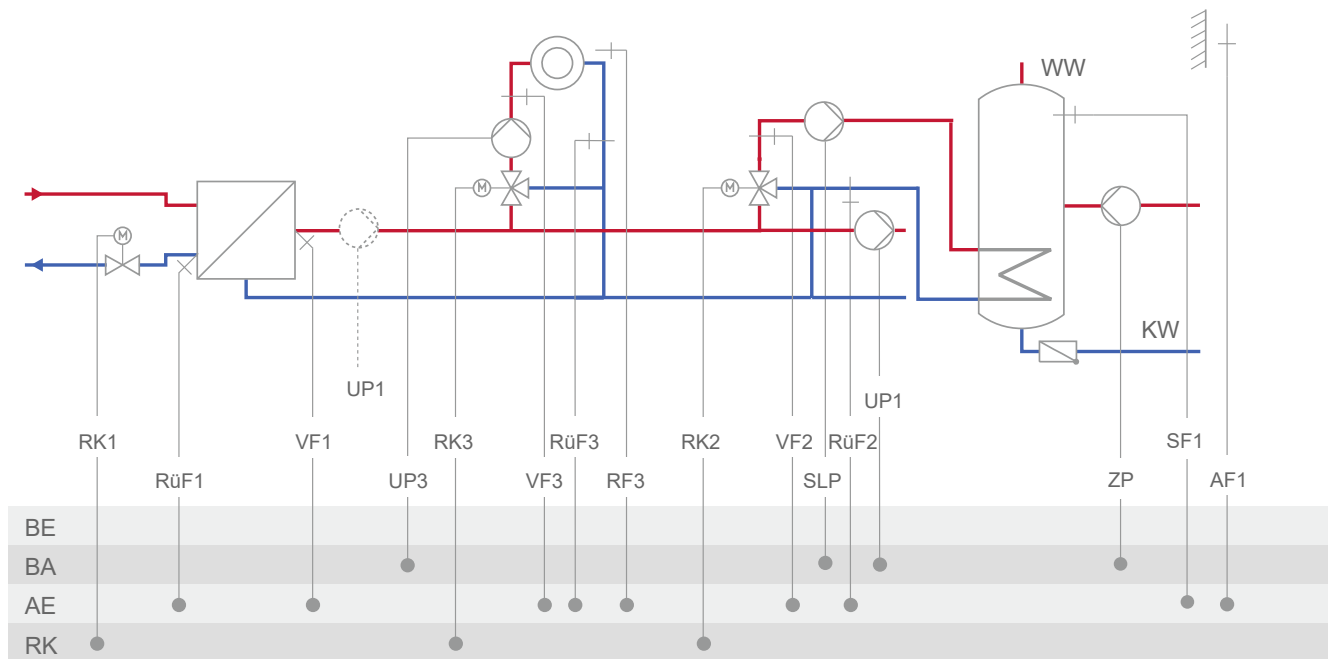 WW
M
M
M
KW
UP1
UP1
RK1
VF1
RK3
RüF3
RK2
VF2
RüF2
SF1
RüF1
UP3
VF3
RF3
SLP
ZP
AF1
BE
BA
AE
RK